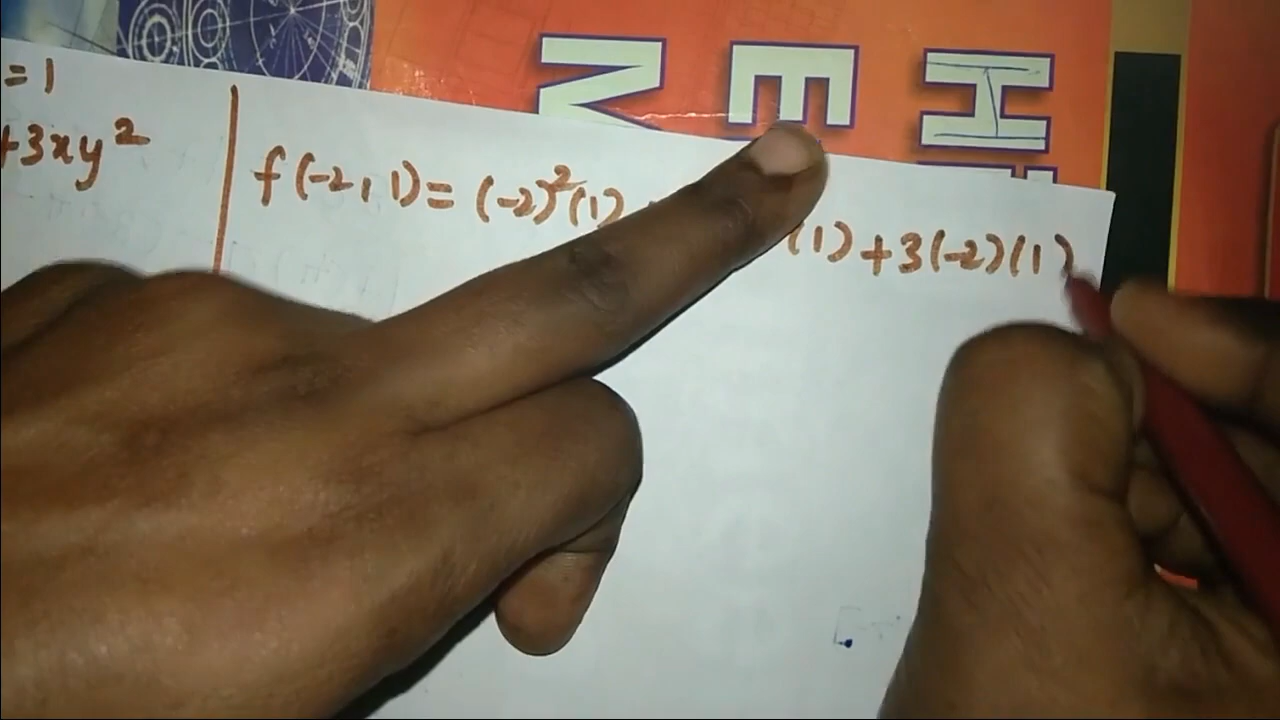 =1
+3xy²
f(-2,1)=(-2)²(1) (1)+3(-2)(1)
H E N